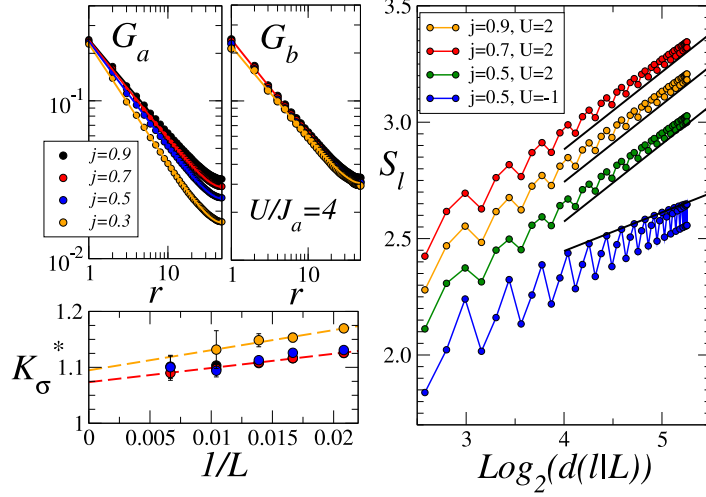 G_a
10^-1
10^-2
j=0.9
j=0.7
j=0.5
j=0.3
1
10
r
G_b
U/J_a=4
1
10
r
K_σ^*
1.2
1.1
1
0
0.005
0.01
0.015
0.02
1/L
S_l
3.5
3.0
2.5
2.0
j=0.9, U=2
j=0.7, U=2
j=0.5, U=2
j=0.5, U=-1
3
4
5
Log_2(d(l|L))